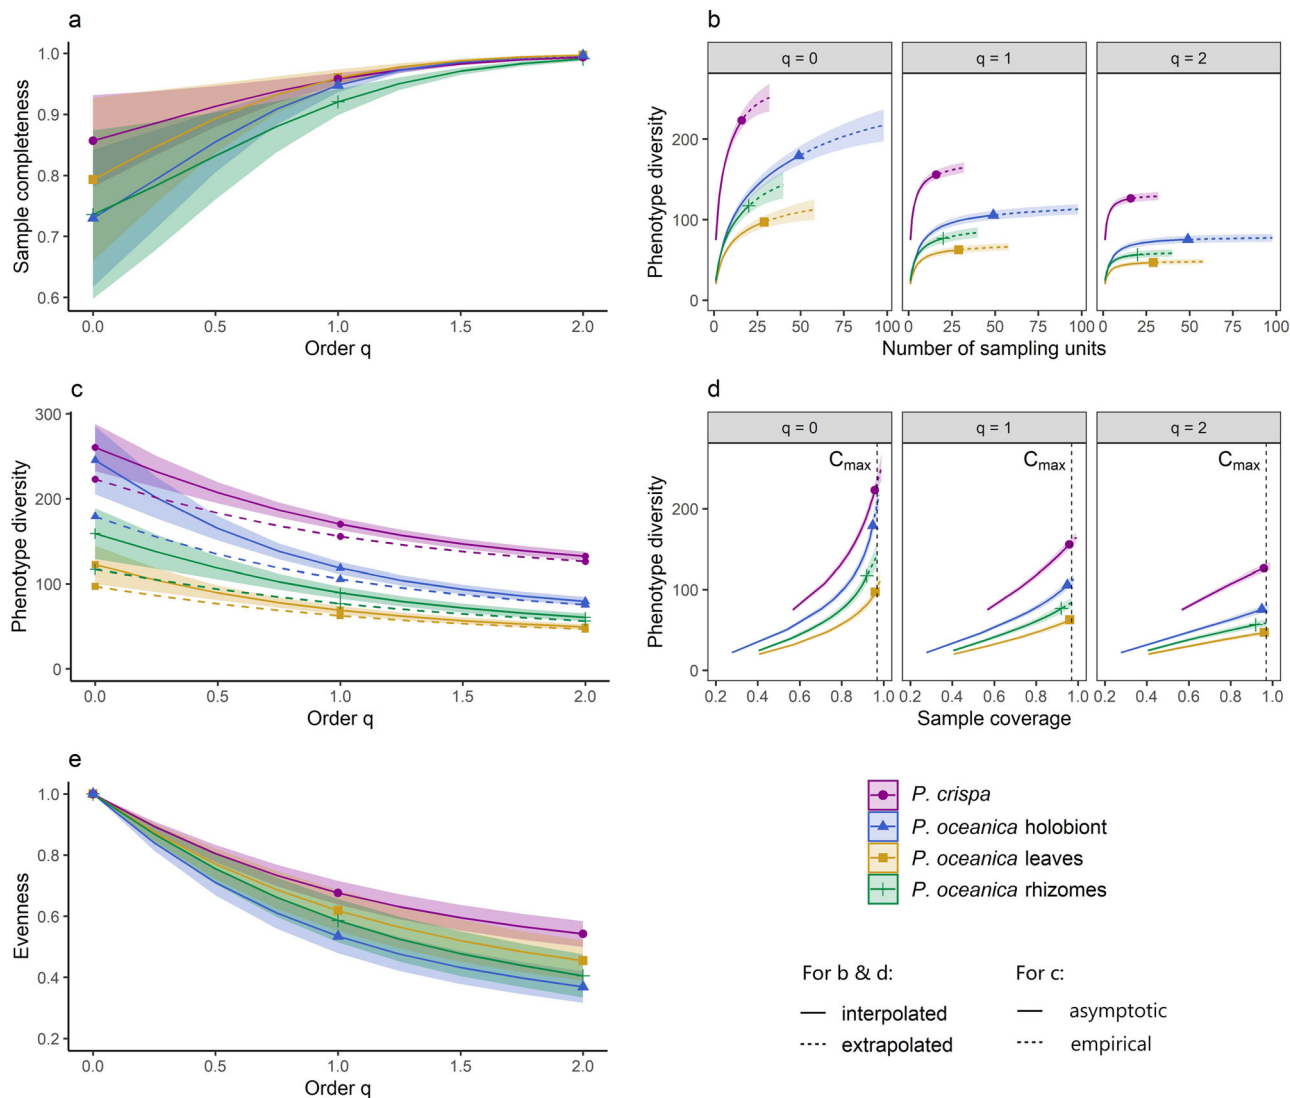 a
1.0
0.9
0.8
0.7
0.6
Sample completeness
0.0 0.5 1.0 1.5 2.0
Order q
b
q = 0 q = 1 q = 2
200
100
0
Phenotype diversity
0 25 50 75 100 0 25 50 75 100 0 25 50 75 100
Number of sampling units
c
300
200
100
0
Phenotype diversity
0.0 0.5 1.0 1.5 2.0
Order q
d
q = 0 q = 1 q = 2
Cmax Cmax Cmax
200
100
0
Phenotype diversity
0.2 0.4 0.6 0.8 1.0 0.2 0.4 0.6 0.8 1.0 0.2 0.4 0.6 0.8 1.0
Sample coverage
e
1.0
0.8
0.6
0.4
0.2
Evenness
0.0 0.5 1.0 1.5 2.0
Order q
P. crispa
P. oceanica holobiont
P. oceanica leaves
P. oceanica rhizomes
For b & d: For c:
interpolated asymptotic
extrapolated empirical